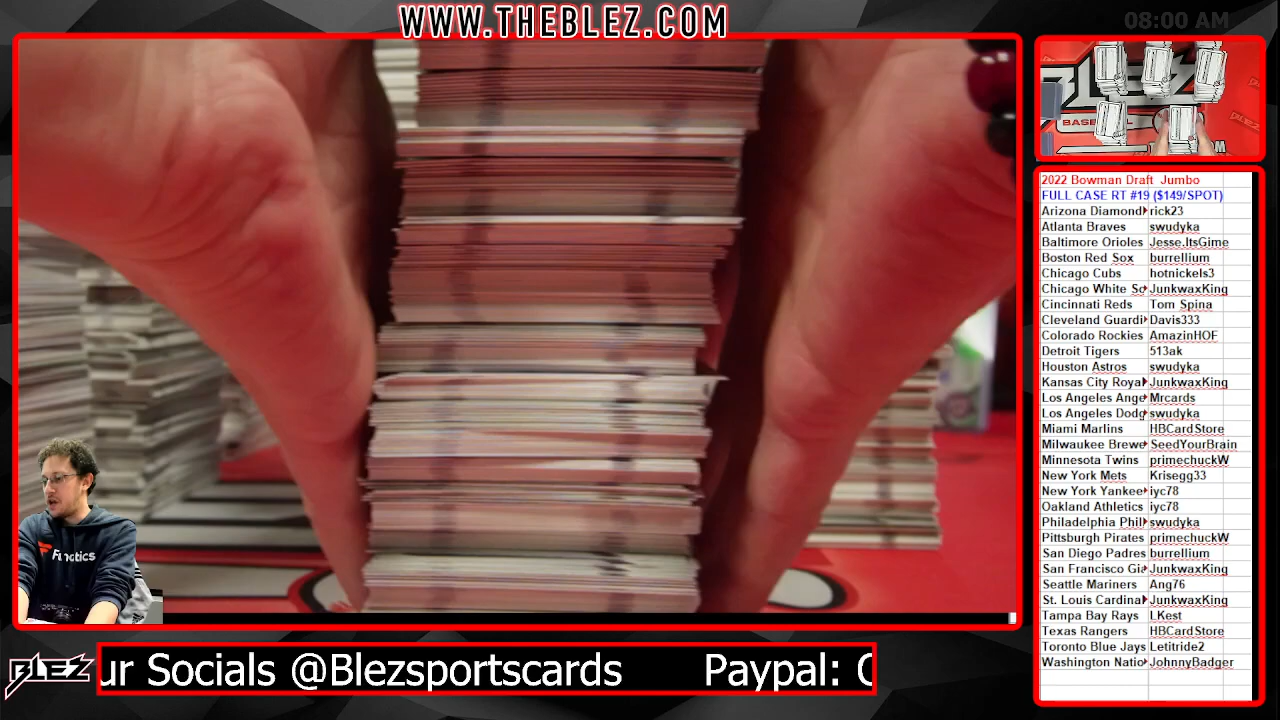 WWW.THEBLEZ.COM
08:00 AM
BLEZ
BASE
BLEZ
2022 Bowman Draft Jumbo
FULL CASE RT #19 ($149/SPOT)
Arizona Diamond rick23
Atlanta Braves swudyka
Baltimore Orioles Jesse.ItsGime
Boston Red Sox burrellium
Chicago Cubs hotnickels3
Chicago White So JunkwaxKing
Cincinnati Reds Tom Spina
Cleveland Guardi Davis333
Colorado Rockies AmazinHOF
Detroit Tigers 513ak
Houston Astros swudyka
Kansas City Royal JunkwaxKing
Los Angeles Ange Mrcards
Los Angeles Dodg swudyka
Miami Marlins HBCardStore
Milwaukee Brewe SeedYourBrain
Minnesota Twins primechuckW
New York Mets Krisegg33
New York Yankee iyc78
Oakland Athletics iyc78
Philadelphia Phil swudyka
Pittsburgh Pirates primechuckW
San Diego Padres burrellium
San Francisco Gia JunkwaxKing
Seattle Mariners Ang76
St. Louis Cardina JunkwaxKing
Tampa Bay Rays LKest
Texas Rangers HBCardStore
Toronto Blue Jays Letitride2
Washington Natio JohnnyBadger
Fanatics
BLEZ
ur Socials @Blezsportscards Paypal: